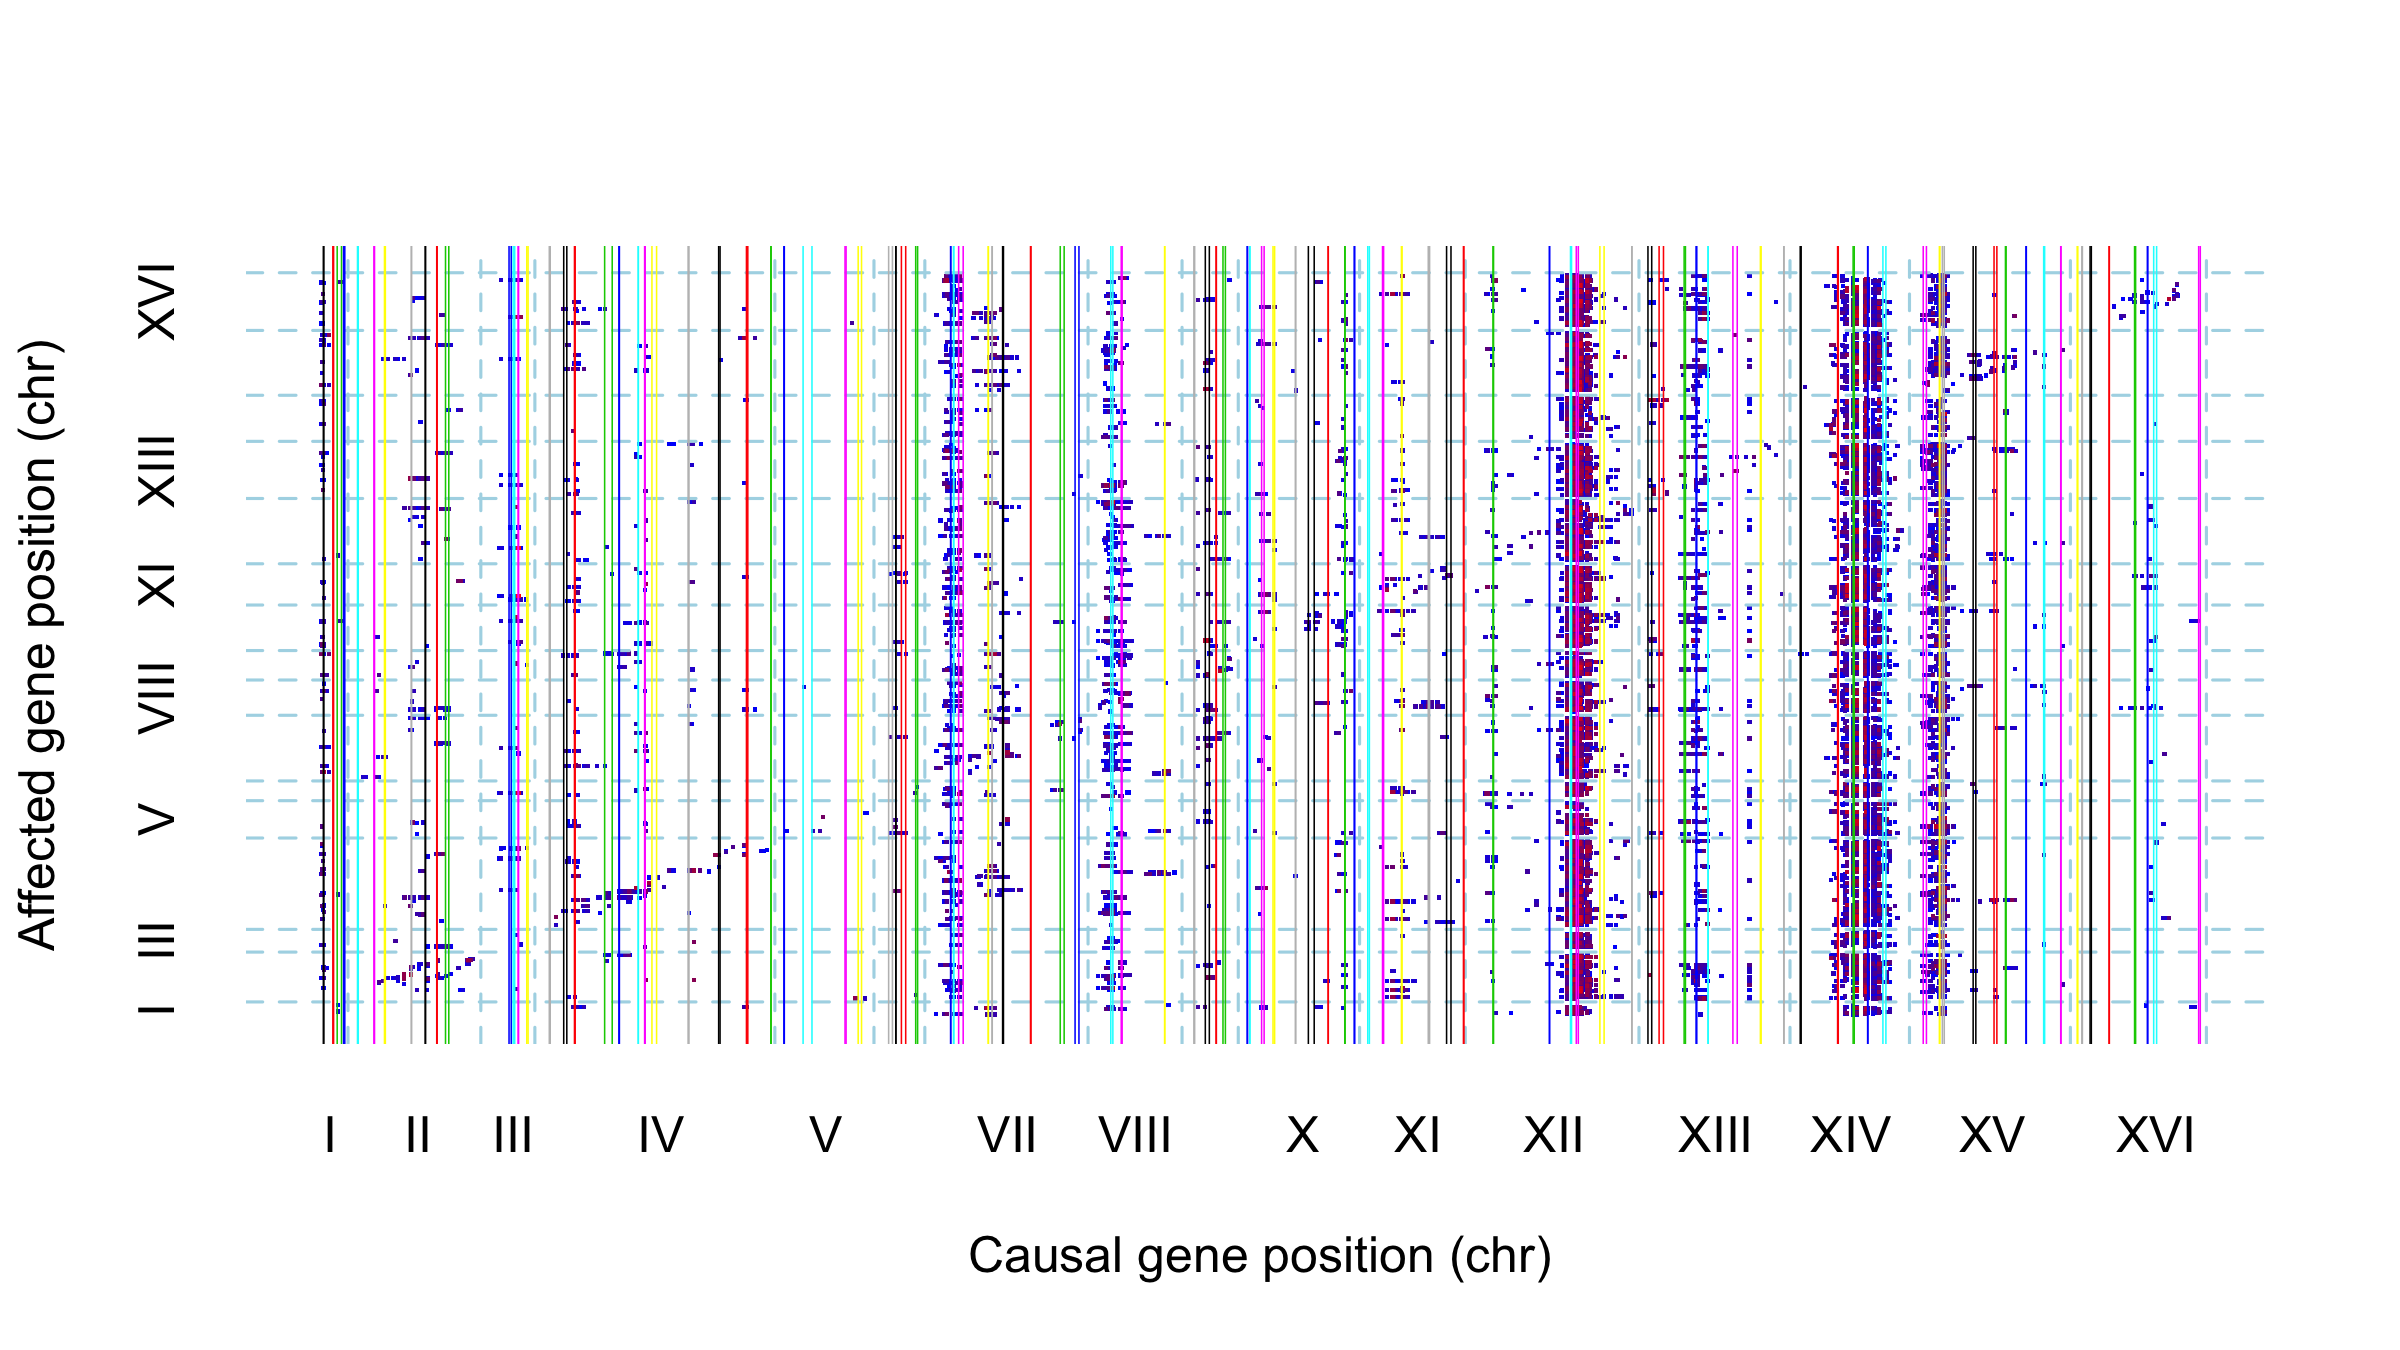 Affected gene position (chr)
XVI
XIII
XI
VIII
V
III
I
I II III IV V VII VIII X XI XII XIII XIV XV XVI
Causal gene position (chr)